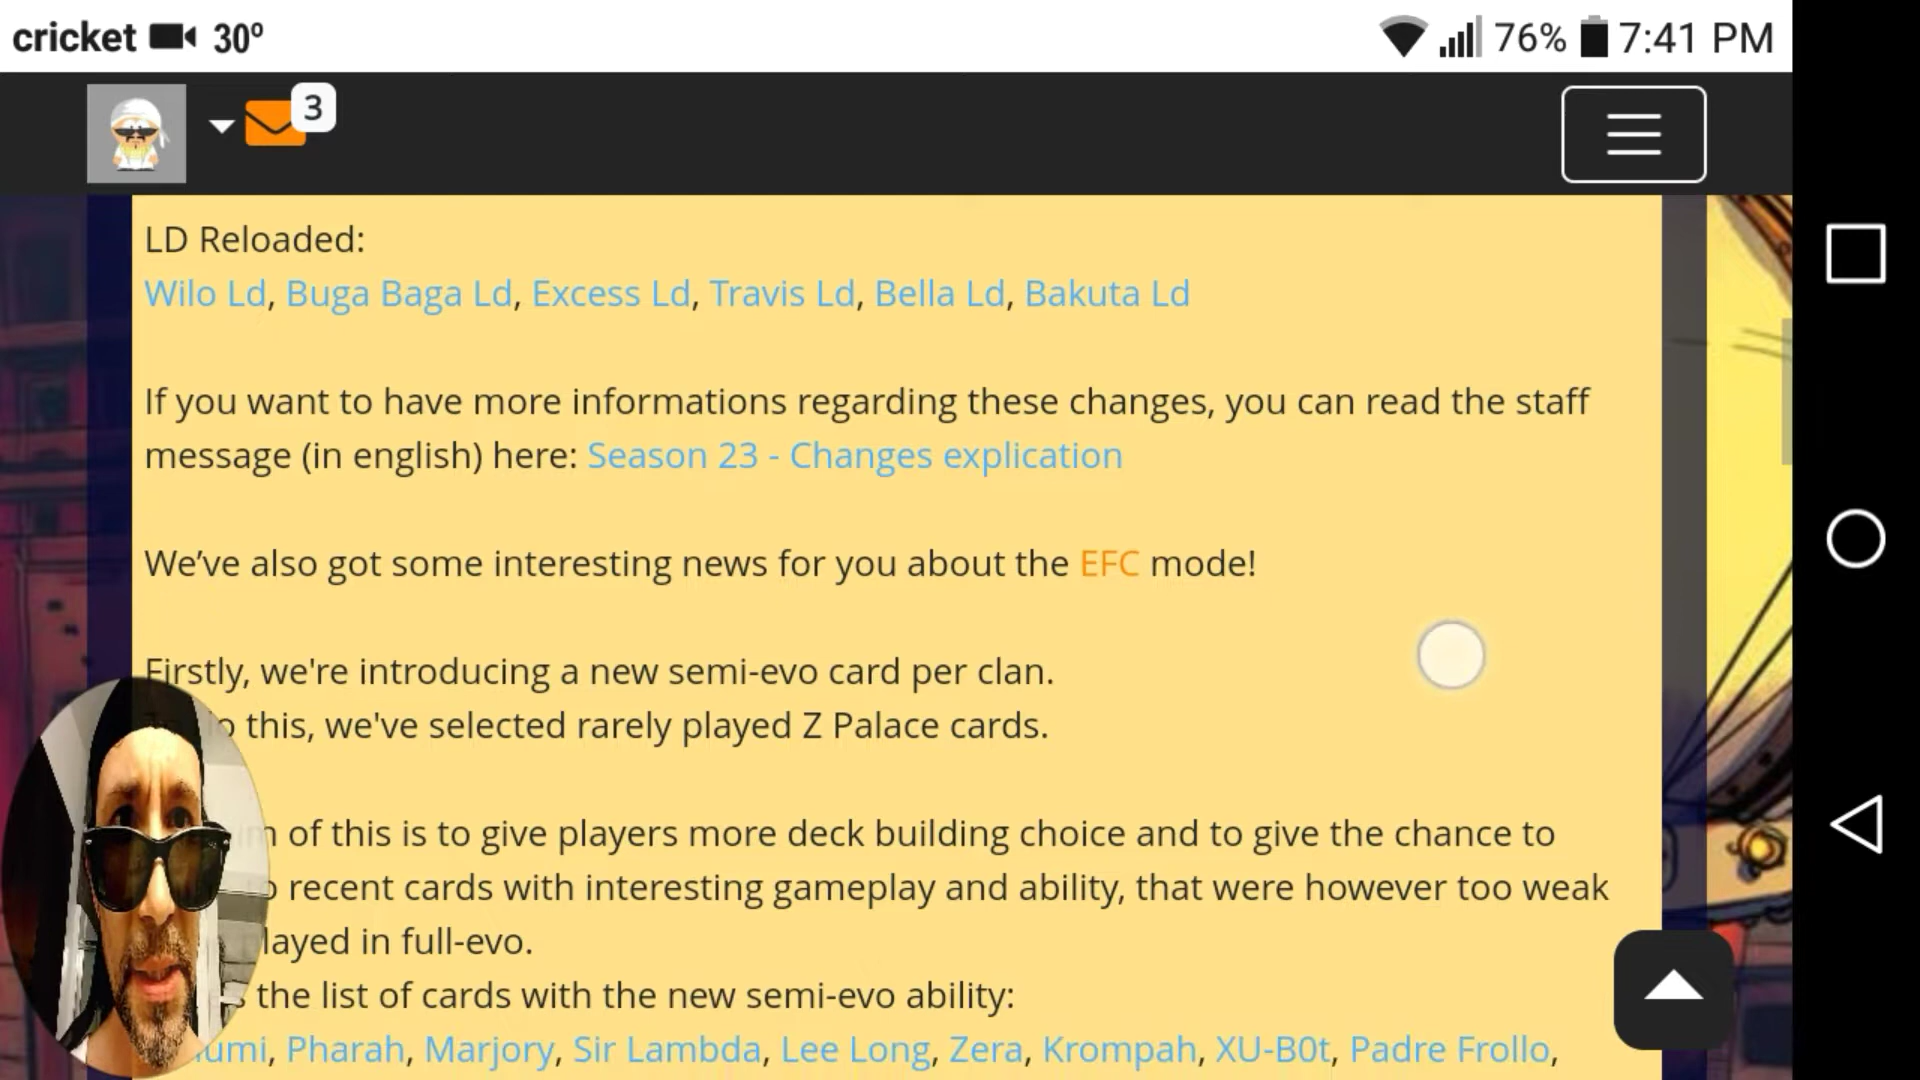 cricket 30º 76% 7:41 PM
3
LD Reloaded:
Wilo Ld, Buga Baga Ld, Excess Ld, Travis Ld, Bella Ld, Bakuta Ld
If you want to have more informations regarding these changes, you can read the staff
message (in english) here: Season 23 - Changes explication
We’ve also got some interesting news for you about the EFC mode!
Firstly, we're introducing a new semi-evo card per clan.
this, we've selected rarely played Z Palace cards.
of this is to give players more deck building choice and to give the chance to
recent cards with interesting gameplay and ability, that were however too weak
layed in full-evo.
the list of cards with the new semi-evo ability:
umi, Pharah, Marjory, Sir Lambda, Lee Long, Zera, Krompah, XU-B0t, Padre Frollo,